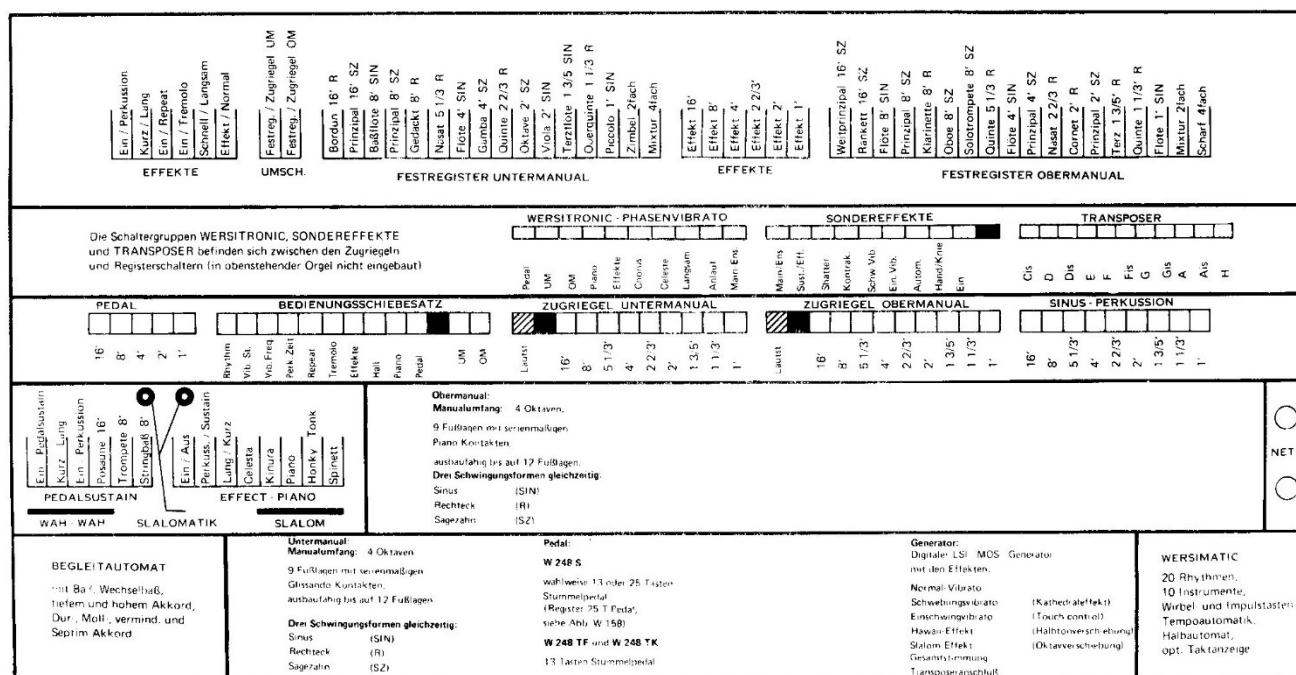 Ein / Perkussion
Kurz / Lang
Ein / Repeat
Ein / Tremolo
Schnell / Langsam
Effekt / Normal
EFFEKTE
Festreg. / Zugriegel UM
Festreg. / Zugriegel OM
UMSCH.
Bordun 16' R
Prinzipal 16' SZ
Baßflöte 8' SIN
Prinzipal 8' SZ
Gedackt 8' R
Nasat 5 1/3 R
Flöte 4' SIN
Gamba 4' SZ
Quinte 2 2/3 R
Oktave 2' SZ
Viola 2' SIN
Terzflöte 1 3/5 SIN
Querquinte 1 1/3 R
Piccolo 1' SIN
Zimbel 2fach
Mixtur 4fach
FESTREGISTER UNTERMANUAL
Effekt 16'
Effekt 8'
Effekt 4'
Effekt 2 2/3'
Effekt 2'
Effekt 1'
EFFEKTE
Weitprinzipal 16' SZ
Rankett 16' SZ
Flöte 8' SIN
Prinzipal 8' SZ
Klarinette 8' R
Oboe 8' SZ
Solotrompete 8' SZ
Quinte 5 1/3 R
Flöte 4' SIN
Prinzipal 4' SZ
Nasat 2 2/3 R
Cornet 2' R
Prinzipal 2' SZ
Terz 1 3/5' R
Quinte 1 1/3' R
Flöte 1' SIN
Mixtur 2fach
Scharf 4fach
FESTREGISTER OBERMANUAL
Die Schaltergruppen WERSITRONIC, SONDEREFFEKTE
und TRANSPOSER befinden sich zwischen den Zugriegeln
und Registerschaltern (in obenstehender Orgel nicht eingebaut)
WERSITRONIC - PHASENVIBRATO
Pedal
UM
OM
Piano
Effekte
Chorus
Celeste
Langsam
Anlauf
Main Ens.
SONDEREFFEKTE
Main/Ens
Sust./Eff.
Shatter
Kontrak.
Schw Vib
Ein. Vib.
Autom.
Hand/Knie
Ein
TRANSPOSER
Cis
D
Dis
E
F
Fis
G
Gis
A
Ais
H
PEDAL
16'
8'
4'
2'
1'
BEDIENUNGSSCHIEBESATZ
Rhythm
Vib. St.
Vib. Freq.
Perk Zeit
Repeat
Tremolo
Effekte
Hall
Piano
Pedal
UM
OM
ZUGRIEGEL UNTERMANUAL
Lautst
16'
8'
5 1/3'
4'
2 2/3'
2'
1 3/5'
1 1/3'
1'
ZUGRIEGEL OBERMANUAL
Lautst
16'
8'
5 1/3'
4'
2 2/3'
2'
1 3/5'
1 1/3'
1'
SINUS - PERKUSSION
16'
8'
5 1/3'
4'
2 2/3'
2'
1 3/5'
1 1/3'
1'
Ein Pedalsustain
Kurz Lang
Ein Perkussion
Posaune 16'
Trompete 8'
Stringbaß 8'
PEDALSUSTAIN
WAH - WAH
SLALOMATIK
Ein / Aus
Perkuss. / Sustain
Lang / Kurz
Celesta
Kinura
Piano
Honky Tonk
Spinett
EFFECT - PIANO
SLALOM
Obermanual:
Manualumfang: 4 Oktaven,
9 Fußlagen mit serienmäßigen
Piano Kontakten,
ausbaufähig bis auf 12 Fußlagen.
Drei Schwingungsformen gleichzeitig:
Sinus (SIN)
Rechteck (R)
Sägezahn (SZ)
NET
BEGLEITAUTOMAT
mit Baß, Wechselbaß,
tiefem und hohem Akkord,
Dur-, Moll-, vermind. und
Septim Akkord
Untermanual:
Manualumfang: 4 Oktaven
9 Fußlagen mit serienmäßigen
Glissando Kontakten,
ausbaufähig bis auf 12 Fußlagen
Drei Schwingungsformen gleichzeitig:
Sinus (SIN)
Rechteck (R)
Sagezahn (SZ)
Pedal:
W 248 S
wahlweise 13 oder 25 Tasten
Stummelpedal
(Register 25 T Pedal,
siehe Abb. W 158)
W 248 TF und W 248 TK
13 Tasten Stummelpedal
Generator:
Digitaler LSI MOS Generator
mit den Effekten.
Normal-Vibrato
Schwebungsvibrato (Kathedraleffekt)
Einschwingvibrato (Touch control)
Hawaii-Effekt (Halbtonverschiebung)
Slalom Effekt (Oktavverschiebung)
Gesamtstimmung
Transposeranschluß
WERSIMATIC
20 Rhythmen,
10 Instrumente,
Wirbel- und Impulstasten
Tempoautomatik,
Halbautomat,
opt. Taktanzeige